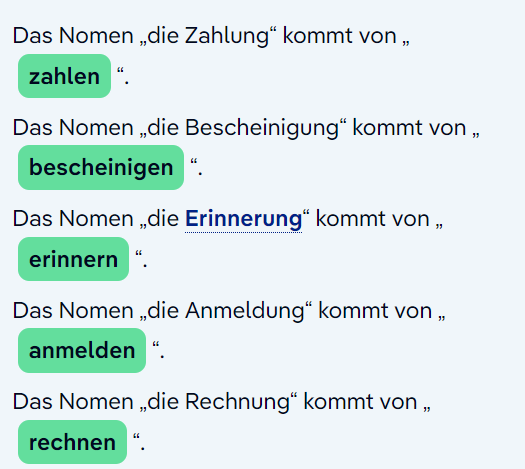 Das Nomen „die Zahlung“ kommt von „
zahlen “.
Das Nomen „die Bescheinigung“ kommt von „
bescheinigen “.
Das Nomen „die Erinnerung“ kommt von „
erinnern “.
Das Nomen „die Anmeldung“ kommt von „
anmelden “.
Das Nomen „die Rechnung“ kommt von „
rechnen “.